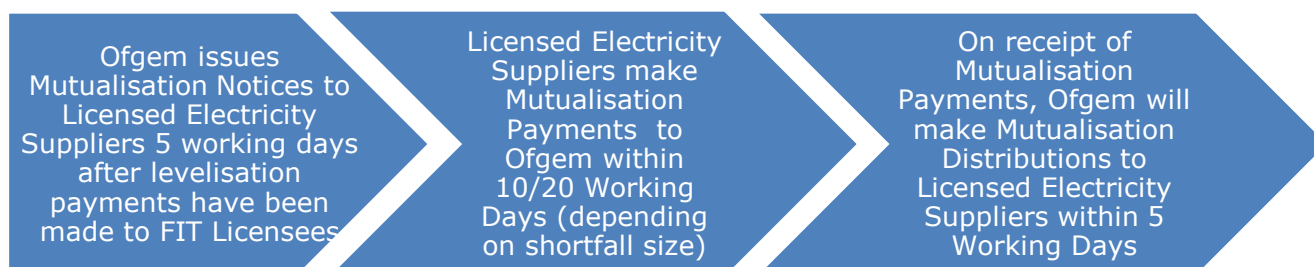 Ofgem issues
Mutualisation Notices to
Licensed Electricity
Suppliers 5 working days
after levelisation
payments have been
made to FIT Licensees
Licensed Electricity
Suppliers make
Mutualisation
Payments to
Ofgem within
10/20 Working
Days (depending
on shortfall size)
On receipt of
Mutualisation
Payments, Ofgem will
make Mutualisation
Distributions to
Licensed Electricity
Suppliers within 5
Working Days